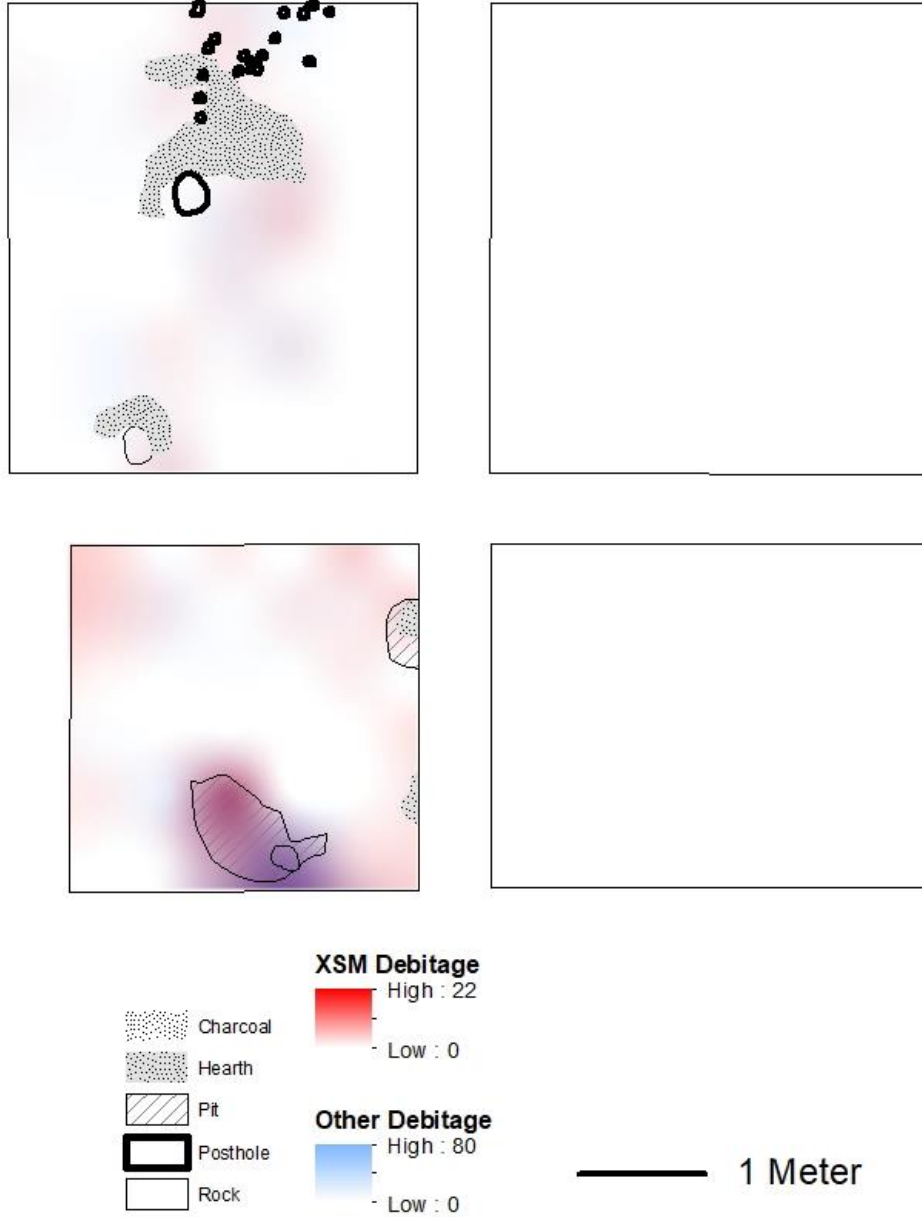 XSM Debitage
High : 22
Low : 0
Charcoal
Hearth
Pit
Posthole
Rock
Other Debitage
High : 80
Low : 0
1 Meter